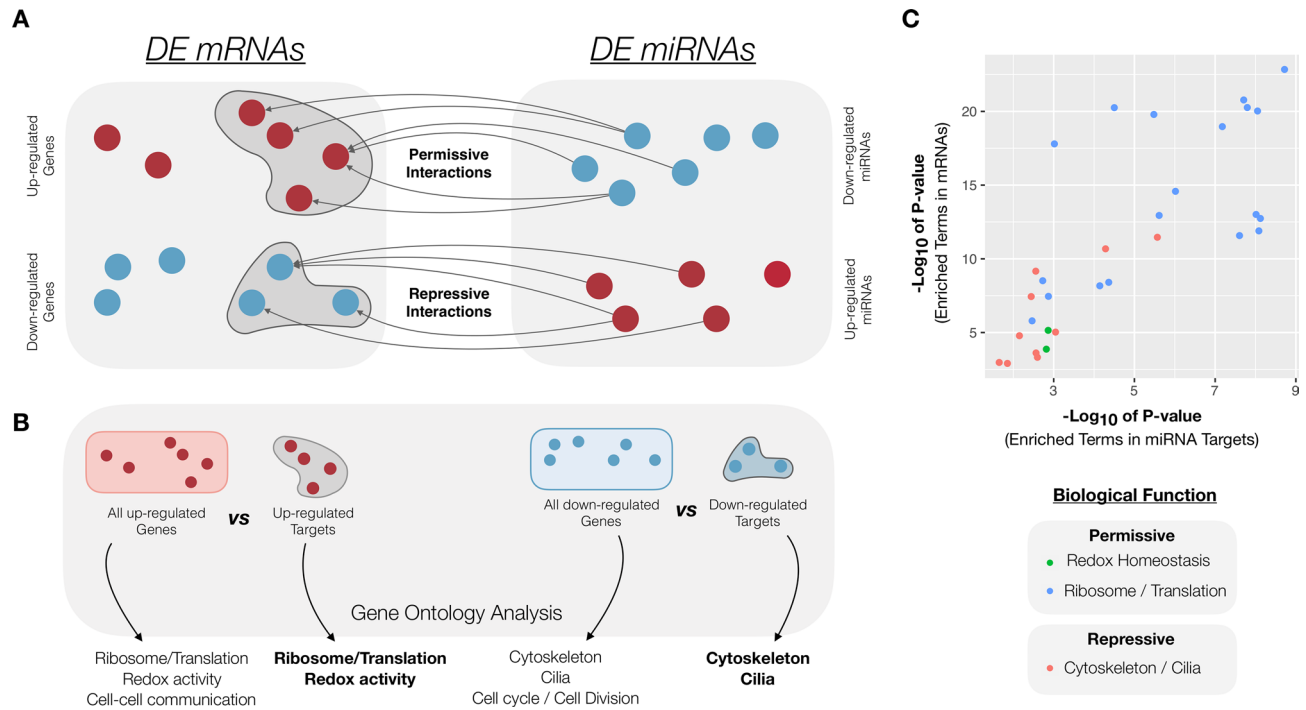 A
DE mRNAs
DE miRNAs
Up-regulated
Genes
Down-regulated
Genes
Permissive
Interactions
Repressive
Interactions
Down-regulated
miRNAs
Up-regulated
miRNAs
B
All up-regulated
Genes
vs
Up-regulated
Targets
All down-regulated
Genes
vs
Down-regulated
Targets
Gene Ontology Analysis
Ribosome/Translation
Redox activity
Cell-cell communication
Ribosome/Translation
Redox activity
Cytoskeleton
Cilia
Cell cycle / Cell Division
Cytoskeleton
Cilia
C
-Log10 of P-value
(Enriched Terms in mRNAs)
20
15
10
5
3
5
7
9
-Log10 of P-value
(Enriched Terms in miRNA Targets)
Biological Function
Permissive
Redox Homeostasis
Ribosome / Translation
Repressive
Cytoskeleton / Cilia